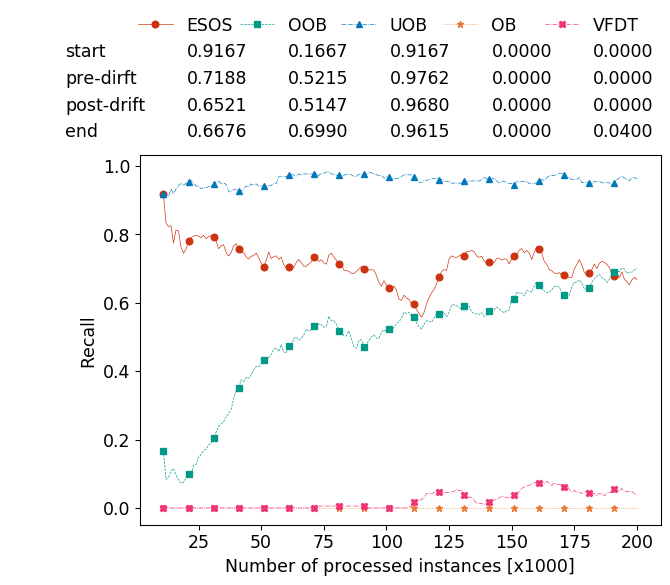 ESOS OOB UOB OB VFDT
start 0.9167 0.1667 0.9167 0.0000 0.0000
pre-dirft 0.7188 0.5215 0.9762 0.0000 0.0000
post-drift 0.6521 0.5147 0.9680 0.0000 0.0000
end 0.6676 0.6990 0.9615 0.0000 0.0400
1.0
0.8
0.6
0.4
0.2
0.0
Recall
25 50 75 100 125 150 175 200
Number of processed instances [x1000]